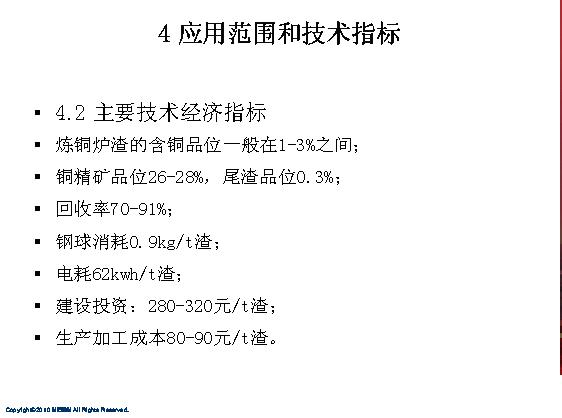 4 应用范围和技术指标
▪ 4.2 主要技术经济指标
▪ 炼铜炉渣的含铜品位一般在1-3%之间；
▪ 铜精矿品位26-28%，尾渣品位0.3%；
▪ 回收率70-91%；
▪ 钢球消耗0.9kg/t渣；
▪ 电耗62kwh/t渣；
▪ 建设投资：280-320元/t渣；
▪ 生产加工成本80-90元/t渣。
Copyright©2010 All Rights Reserved.